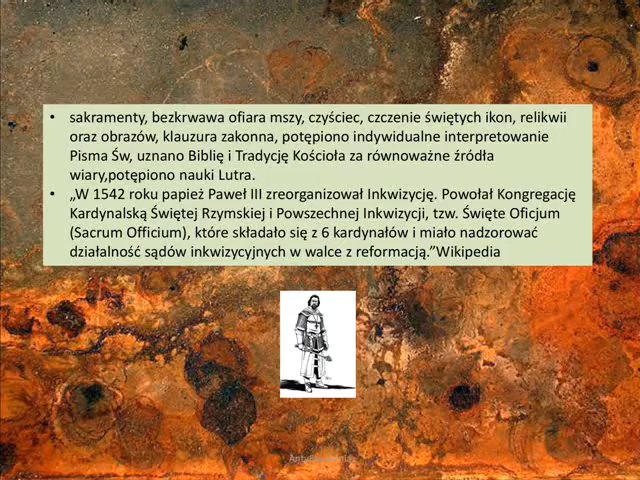 • sakramenty, bezkrwawa ofiara mszy, czyściec, czczenie świętych ikon, relikwii
oraz obrazów, klauzura zakonna, potępiono indywidualne interpretowanie
Pisma Św, uznano Biblię i Tradycję Kościoła za równoważne źródła
wiary,potępiono nauki Lutra.
• „W 1542 roku papież Paweł III zreorganizował Inkwizycję. Powołał Kongregację
Kardynalską Świętej Rzymskiej i Powszechnej Inkwizycji, tzw. Święte Oficjum
(Sacrum Officium), które składało się z 6 kardynałów i miało nadzorować
działalność sądów inkwizycyjnych w walce z reformacją.”Wikipedia